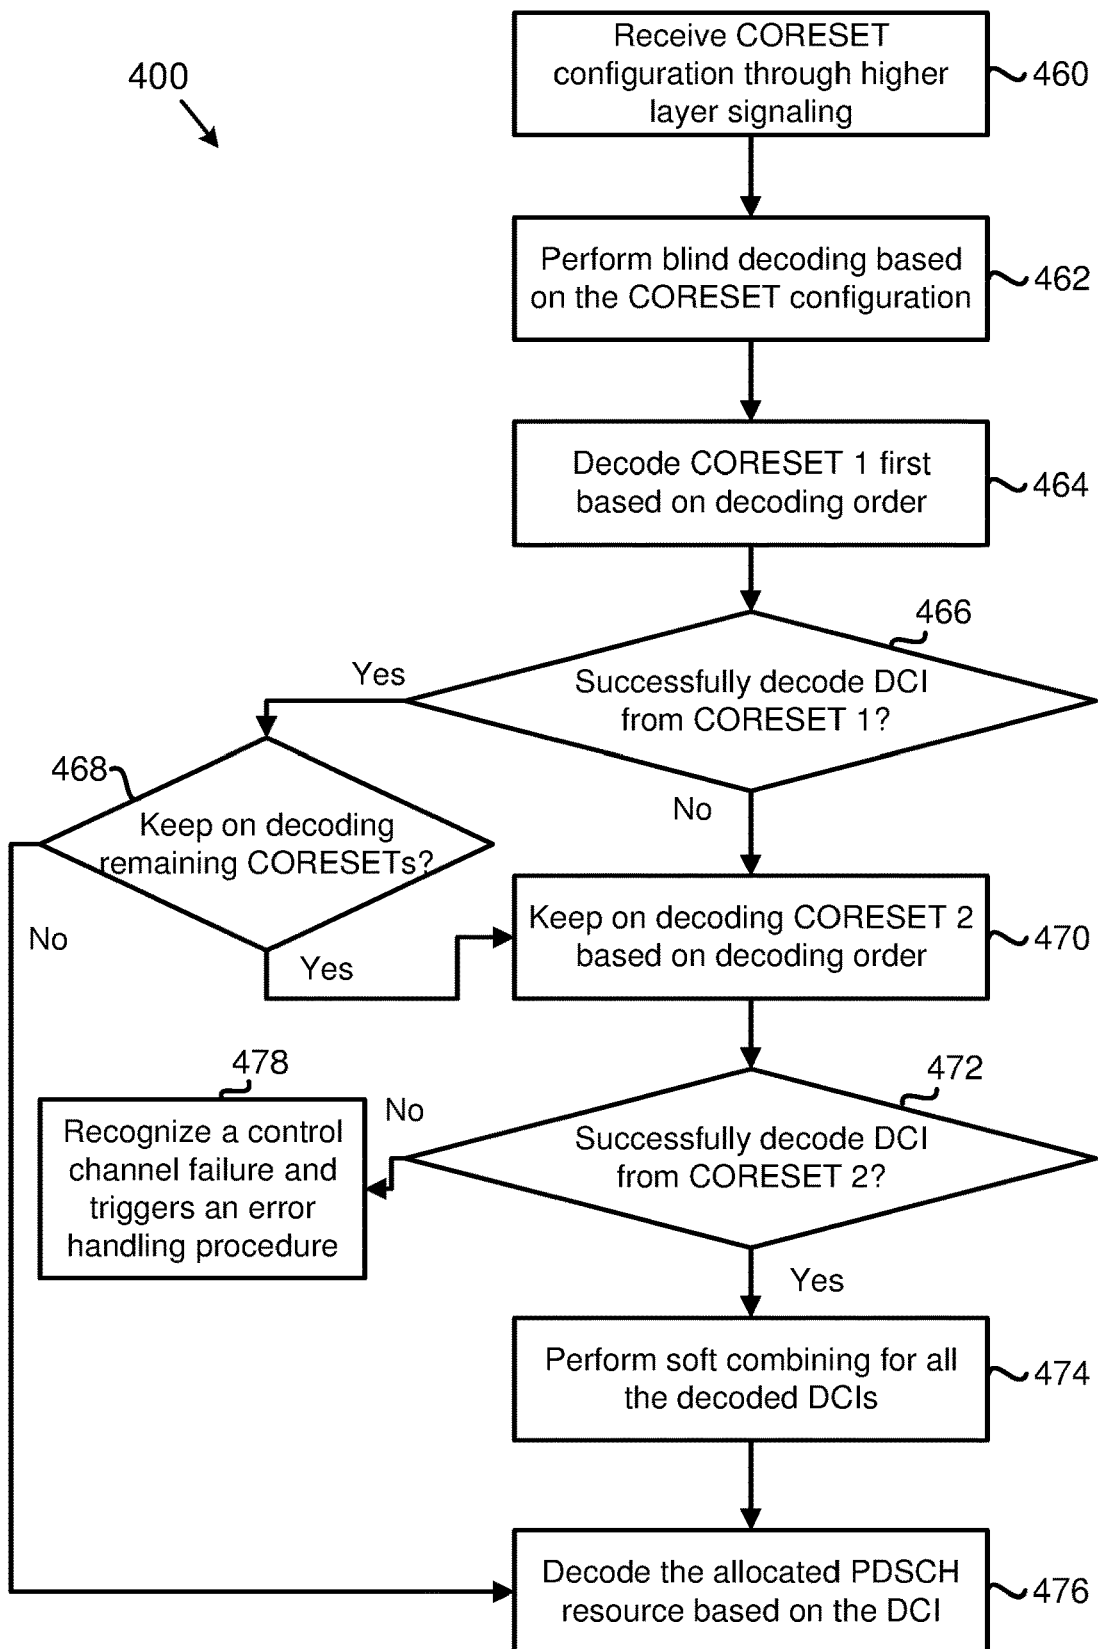 400
Receive CORESET
configuration through higher
layer signaling
460
Perform blind decoding based
on the CORESET configuration
462
Decode CORESET 1 first
based on decoding order
464
466
Successfully decode DCI
from CORESET 1?
Yes
No
468
Keep on decoding
remaining CORESETs?
No
Yes
Keep on decoding CORESET 2
based on decoding order
470
472
Successfully decode DCI
from CORESET 2?
No
Yes
478
Recognize a control
channel failure and
triggers an error
handling procedure
Perform soft combining for all
the decoded DCIs
474
Decode the allocated PDSCH
resource based on the DCI
476